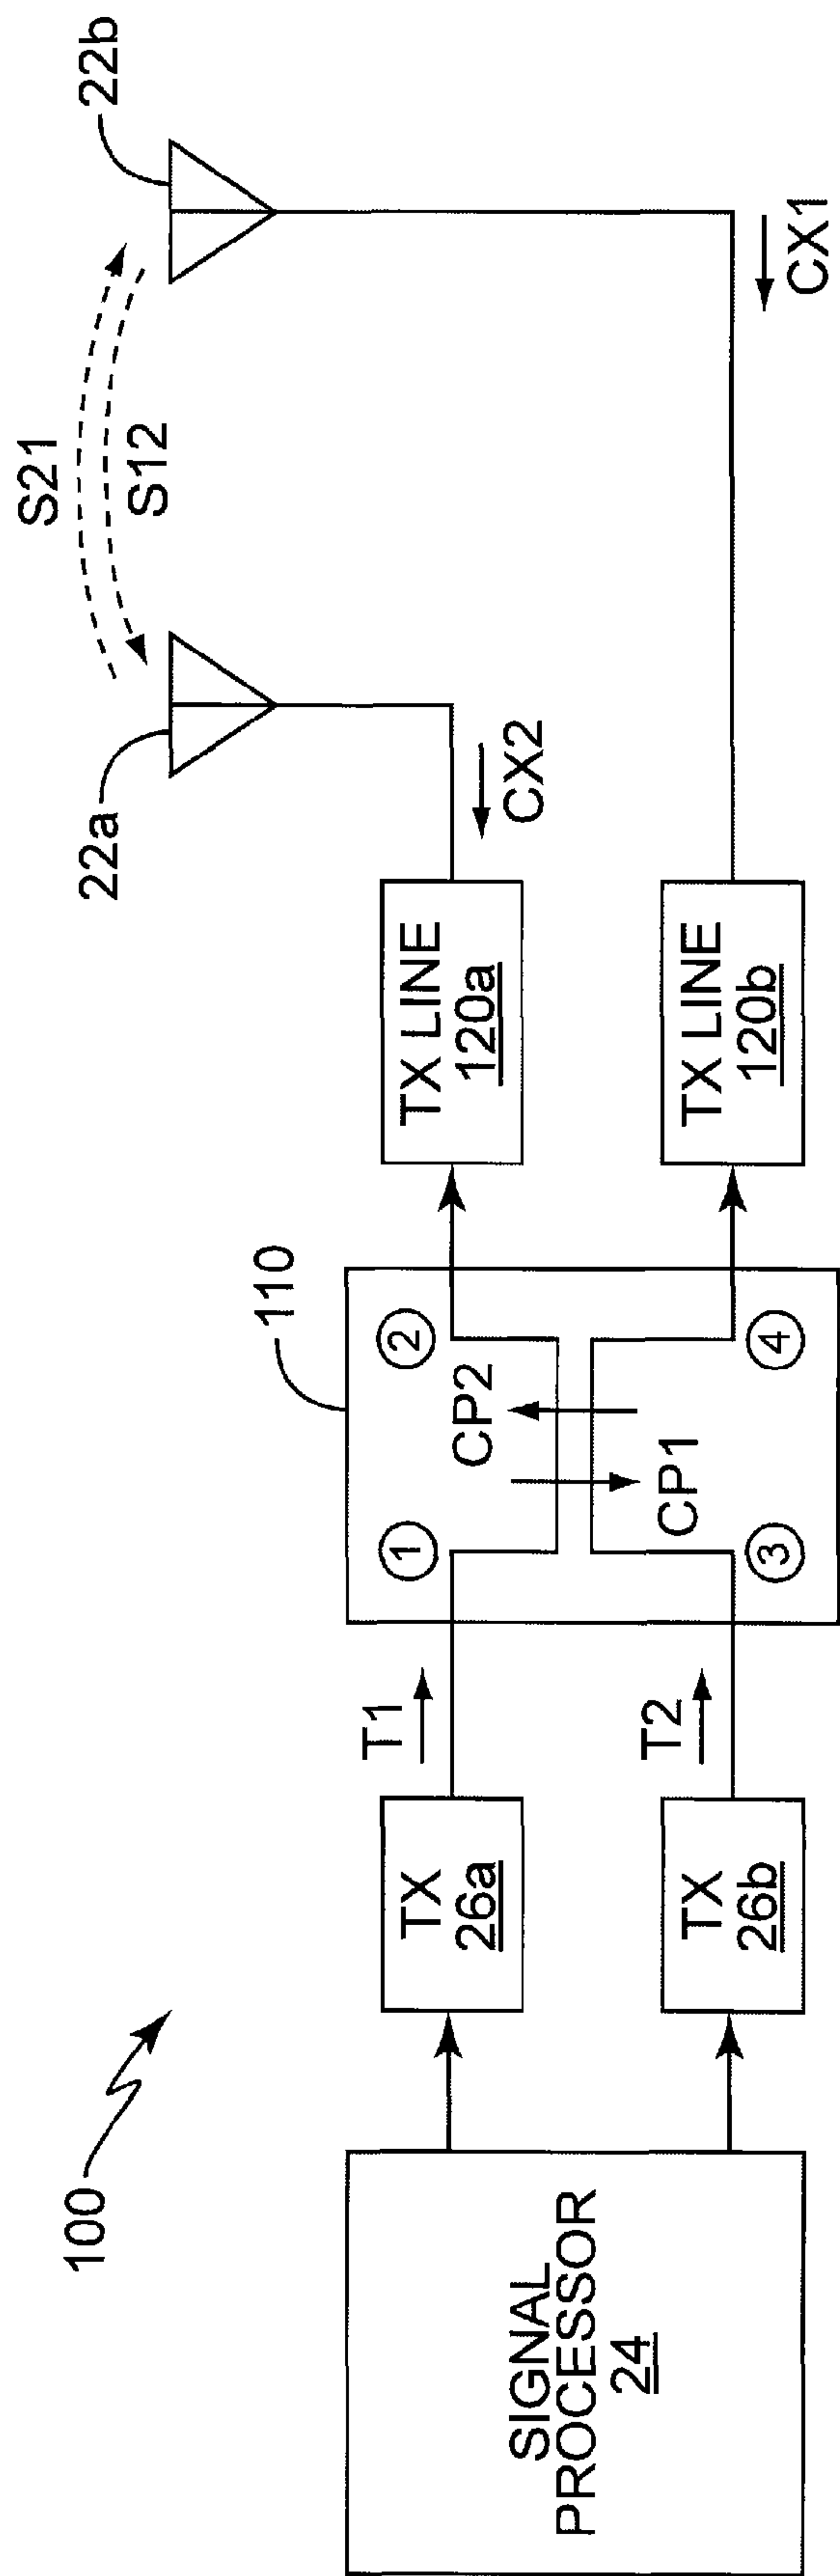 100
SIGNAL
PROCESSOR
24
TX
26a
TX
26b
T1
T2
110
1
2
3
4
CP2
CP1
TX LINE
120a
TX LINE
120b
CX2
CX1
22a
22b
S21
S12